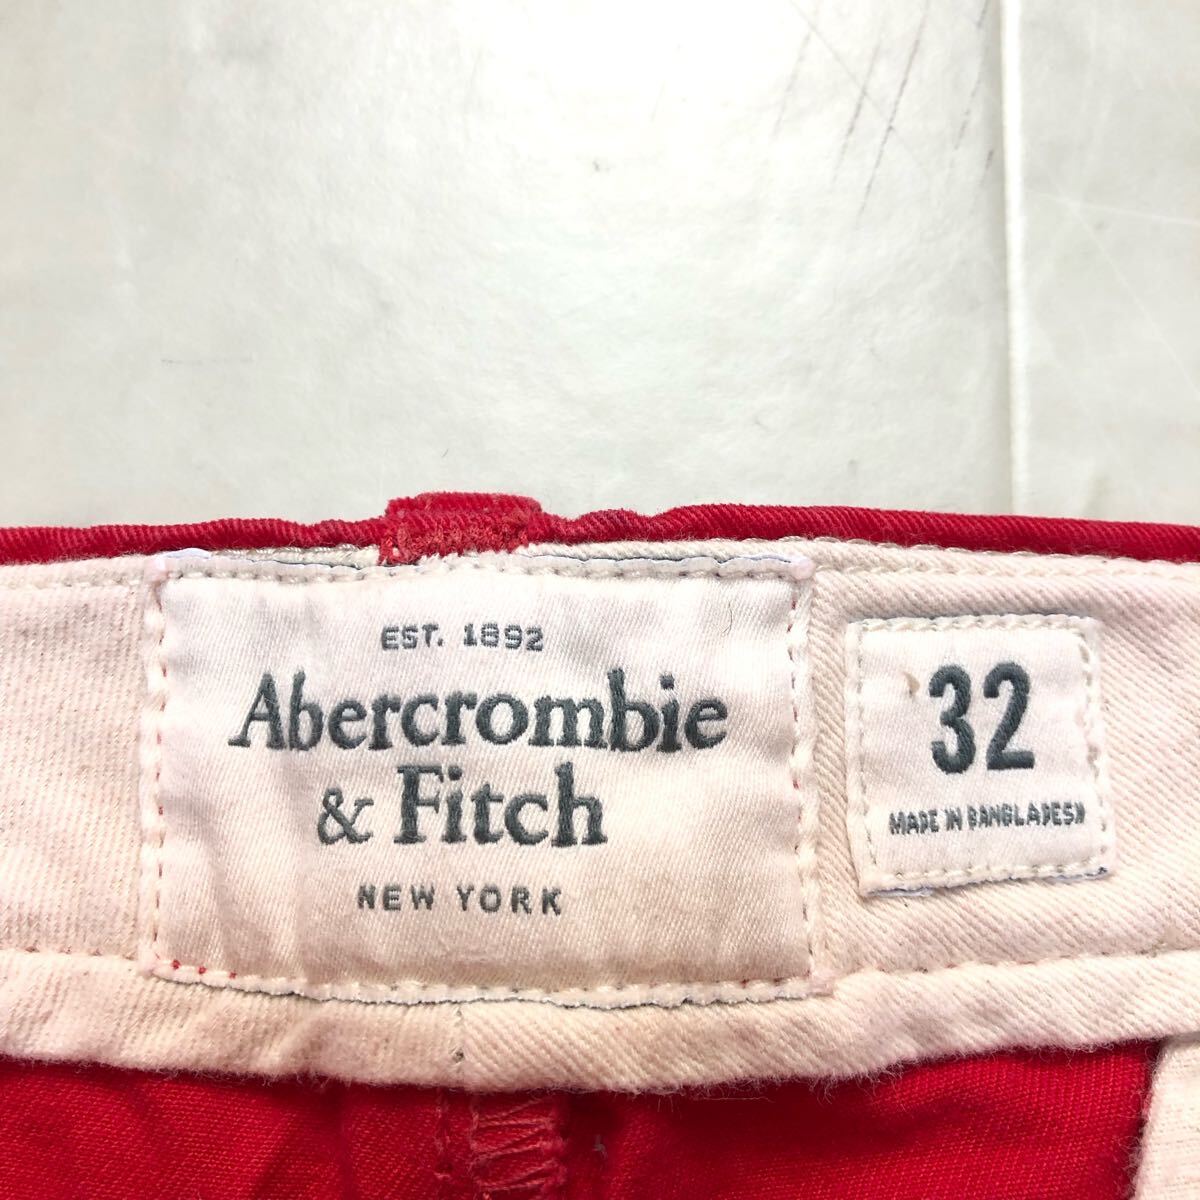 EST. 1892
Abercrombie
& Fitch
NEW YORK
32
MADE IN BANGLADESH